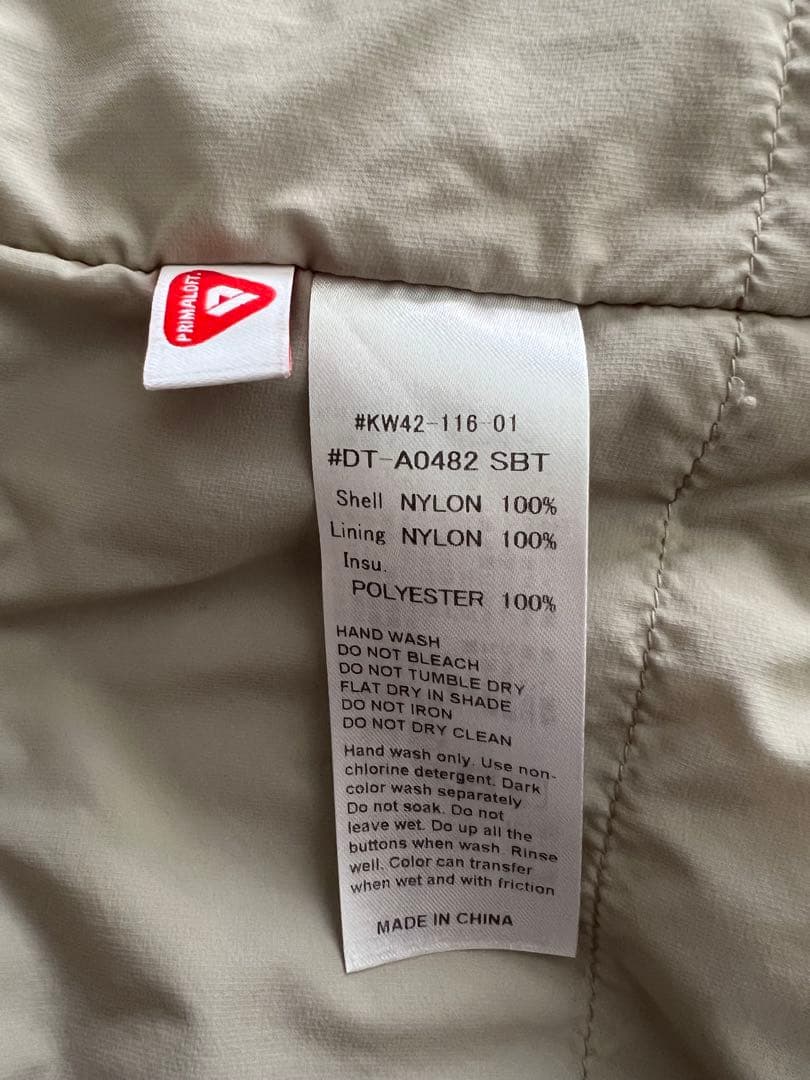 PRIMALOFT.
#KW42-116-01
#DT-A0482 SBT
Shell NYLON 100%
Lining NYLON 100%
Insu.
POLYESTER 100%
HAND WASH
DO NOT BLEACH
DO NOT TUMBLE DRY
FLAT DRY IN SHADE
DO NOT IRON
DO NOT DRY CLEAN
Hand wash only. Use non-
chlorine detergent. Dark
color wash separately
Do not soak. Do not
leave wet. Do up all the
buttons when wash. Rinse
well. Color can transfer
when wet and with friction
MADE IN CHINA